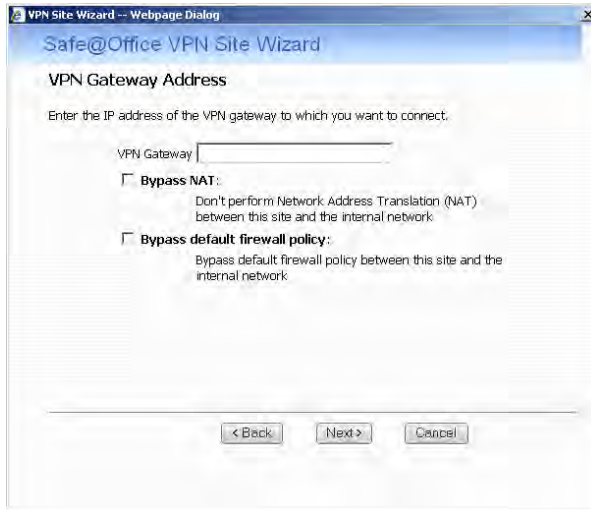 VPN Site Wizard -- Webpage Dialog
Safe@Office VPN Site Wizard
VPN Gateway Address
Enter the IP address of the VPN gateway to which you want to connect.
VPN Gateway
Bypass NAT:
Don't perform Network Address Translation (NAT)
between this site and the internal network
Bypass default firewall policy:
Bypass default firewall policy between this site and the
internal network
< Back Next > Cancel